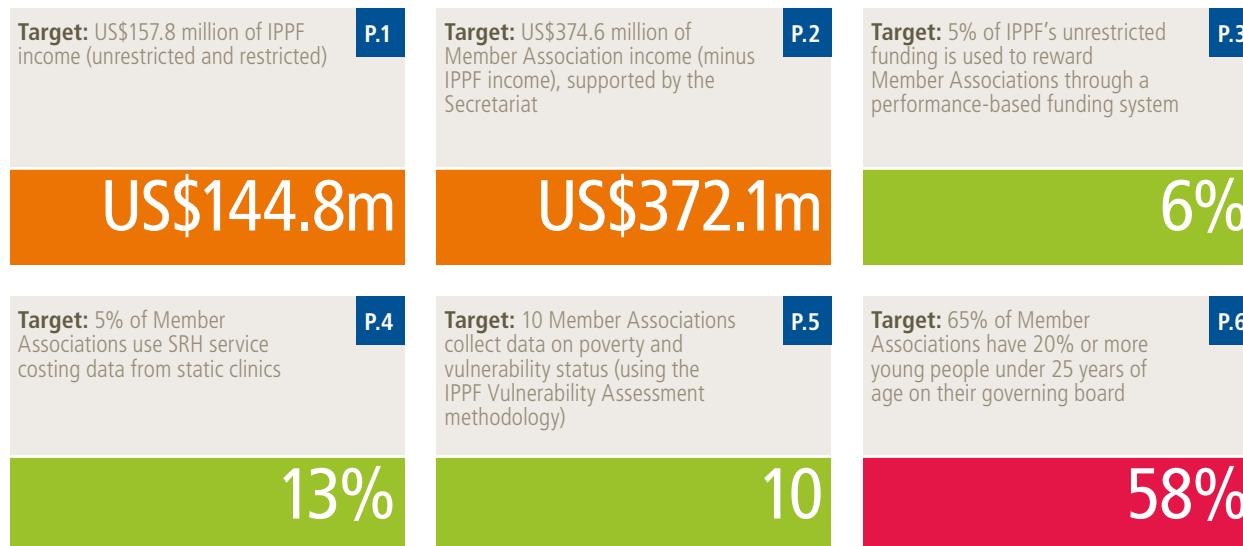 Target: US$157.8 million of IPPF
income (unrestricted and restricted)
P.1
US$144.8m
Target: US$374.6 million of
Member Association income (minus
IPPF income), supported by the
Secretariat
P.2
US$372.1m
Target: 5% of IPPF's unrestricted
funding is used to reward
Member Associations through a
performance-based funding system
P.3
6%
Target: 5% of Member
Associations use SRH service
costing data from static clinics
P.4
13%
Target: 10 Member Associations
collect data on poverty and
vulnerability status (using the
IPPF Vulnerability Assessment
methodology)
P.5
10
Target: 65% of Member
Associations have 20% or more
young people under 25 years of
age on their governing board
P.6
58%